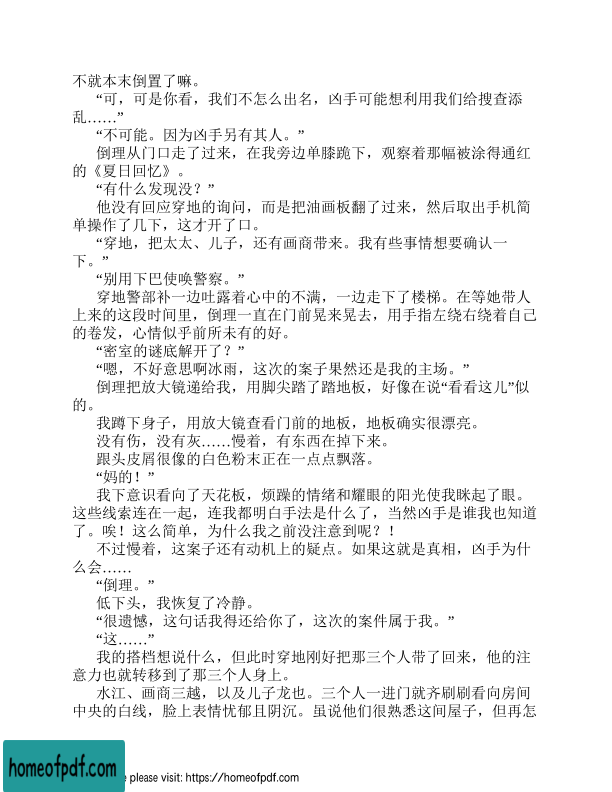 不就本末倒置了嘛。
“可，可是你看，我们不怎么出名，凶手可能想利用我们给搜查添
乱……”
“不可能。因为凶手另有其人。”
倒理从门口走了过来，在我旁边单膝跪下，观察着那幅被涂得通红
的《夏日回忆》。
“有什么发现没？”
他没有回应穿地的询问，而是把油画板翻了过来，然后取出手机简
单操作了几下，这才开了口。
“穿地，把太太、儿子，还有画商带来。我有些事情想要确认一
下。”
“别用下巴使唤警察。”
穿地警部补一边吐露着心中的不满，一边走下了楼梯。在等她带人
上来的这段时间里，倒理一直在门前晃来晃去，用手指左绕右绕着自己
的卷发，心情似乎前所未有的好。
“密室的谜底解开了？”
“嗯，不好意思啊冰雨，这次的案子果然还是我的主场。”
倒理把放大镜递给我，用脚尖踏了踏地板，好像在说“看看这儿”似
的。
我蹲下身子，用放大镜查看门前的地板，地板确实很漂亮。
没有伤，没有灰……慢着，有东西在掉下来。
跟头皮屑很像的白色粉末正在一点点飘落。
“妈的！”
我下意识看向了天花板，烦躁的情绪和耀眼的阳光使我眯起了眼。
这些线索连在一起，连我都明白手法是什么了，当然凶手是谁我也知道
了。唉！这么简单，为什么我之前没注意到呢？！
不过慢着，这案子还有动机上的疑点。如果这就是真相，凶手为什
么会……
“倒理。”
低下头，我恢复了冷静。
“很遗憾，这句话我得还给你了，这次的案件属于我。”
“这……”
我的搭档想说什么，但此时穿地刚好把那三个人带了回来，他的注
意力也就转移到了那三个人身上。
水江、画商三越，以及儿子龙也。三个人一进门就齐刷刷看向房间
中央的白线，脸上表情忧郁且阴沉。虽说他们很熟悉这间屋子，但再怎
homeofpdf.com
e please visit: https://homeofpdf.com